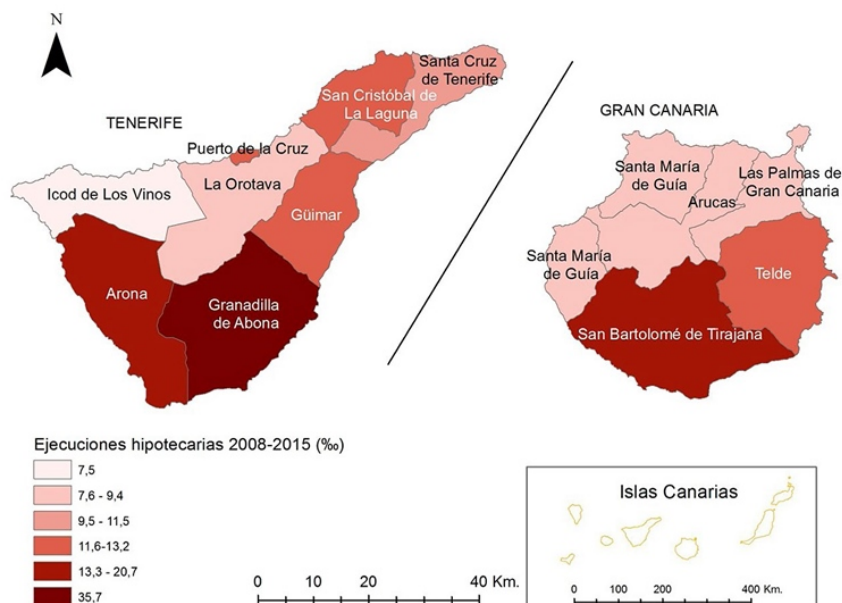 N
TENERIFE
Santa Cruz
de Tenerife
San Cristóbal de
La Laguna
Puerto de la Cruz
La Orotava
Icod de Los Vinos
Güimar
Arona
Granadilla
de Abona
GRAN CANARIA
Santa María
de Guía
Las Palmas de
Gran Canaria
Arucas
Santa María
de Guía
Telde
San Bartolomé de Tirajana
Ejecuciones hipotecarias 2008-2015 (‰)
7,5
7,6 - 9,4
9,5 - 11,5
11,6-13,2
13,3 - 20,7
35,7
0 10 20 40 Km.
Islas Canarias
0 100 200 400 Km.